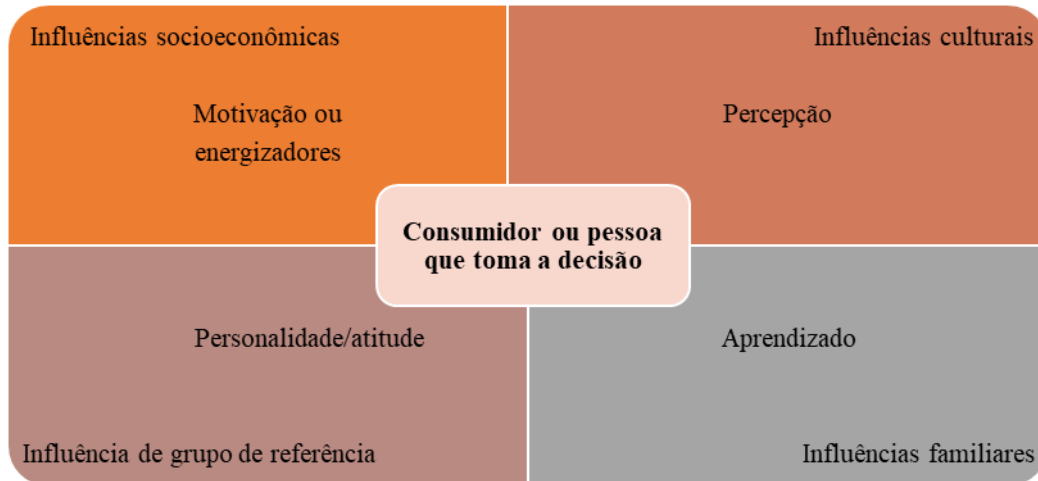 Influências socioeconômicas
Influências culturais
Motivação ou
energizadores
Percepção
Consumidor ou pessoa
que toma a decisão
Personalidade/atitude
Aprendizado
Influência de grupo de referência
Influências familiares